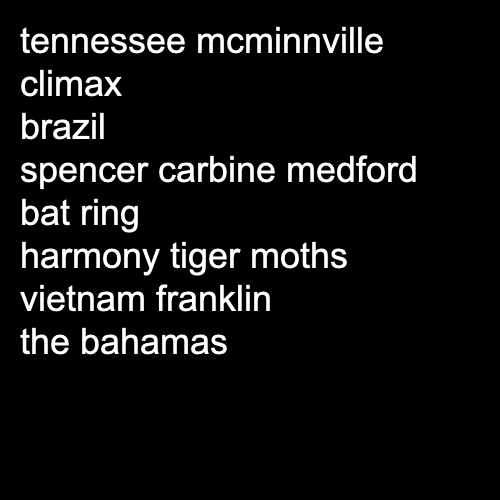 tennessee mcminnville
climax
brazil
spencer carbine medford
bat ring
harmony tiger moths
vietnam franklin
the bahamas